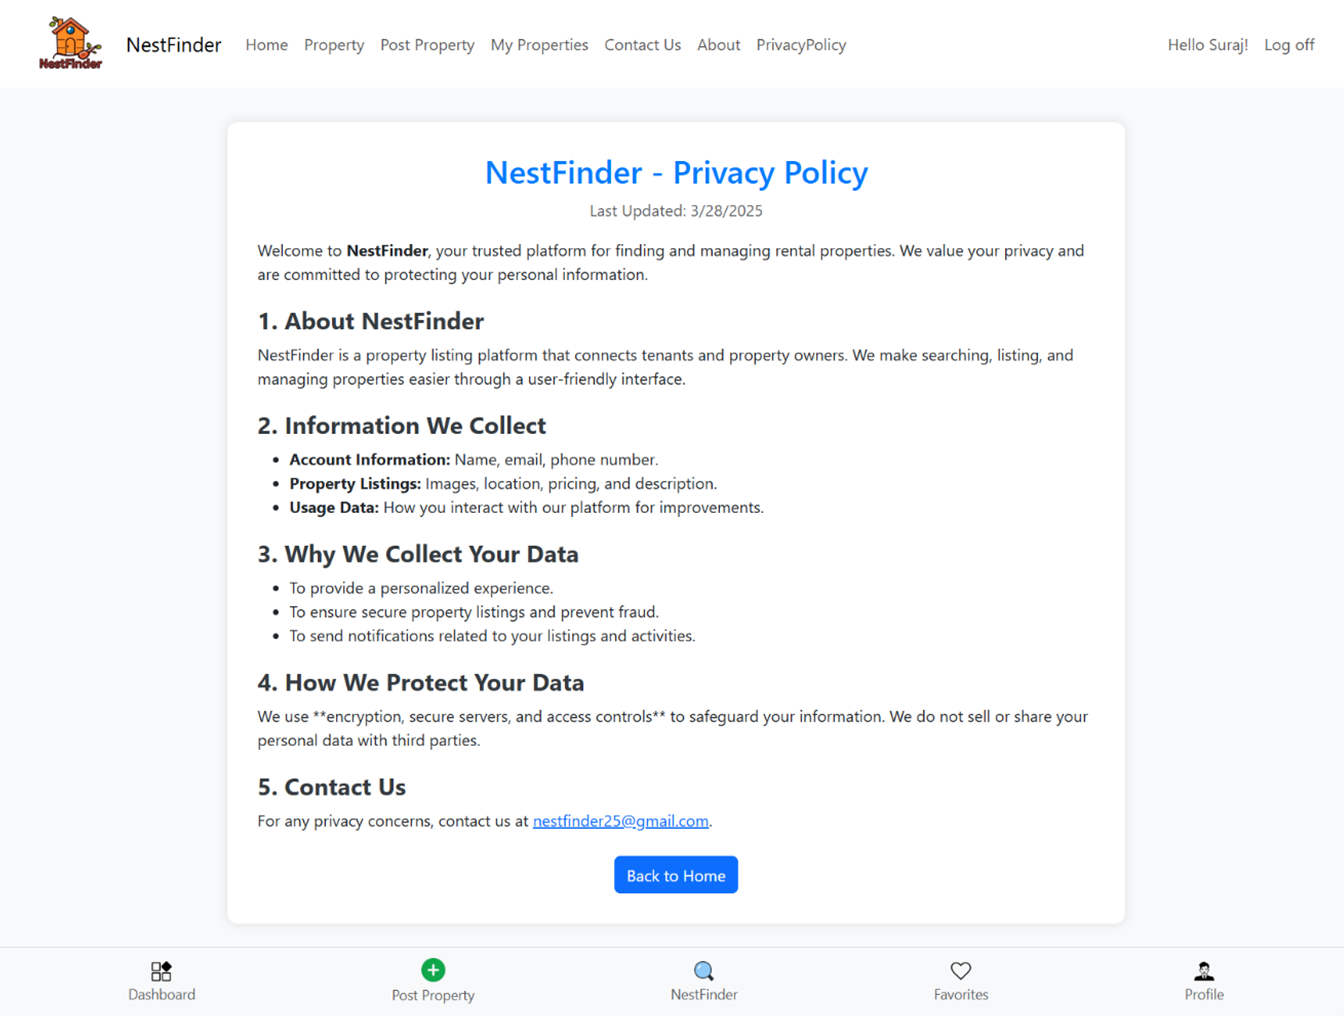 NestFinder
NestFinder Home Property Post Property My Properties Contact Us About PrivacyPolicy Hello Suraj! Log off
NestFinder - Privacy Policy
Last Updated: 3/28/2025
Welcome to NestFinder, your trusted platform for finding and managing rental properties. We value your privacy and
are committed to protecting your personal information.
1. About NestFinder
NestFinder is a property listing platform that connects tenants and property owners. We make searching, listing, and
managing properties easier through a user-friendly interface.
2. Information We Collect
• Account Information: Name, email, phone number.
• Property Listings: Images, location, pricing, and description.
• Usage Data: How you interact with our platform for improvements.
3. Why We Collect Your Data
• To provide a personalized experience.
• To ensure secure property listings and prevent fraud.
• To send notifications related to your listings and activities.
4. How We Protect Your Data
We use **encryption, secure servers, and access controls** to safeguard your information. We do not sell or share your
personal data with third parties.
5. Contact Us
For any privacy concerns, contact us at nestfinder25@gmail.com.
Back to Home
Dashboard Post Property NestFinder Favorites Profile